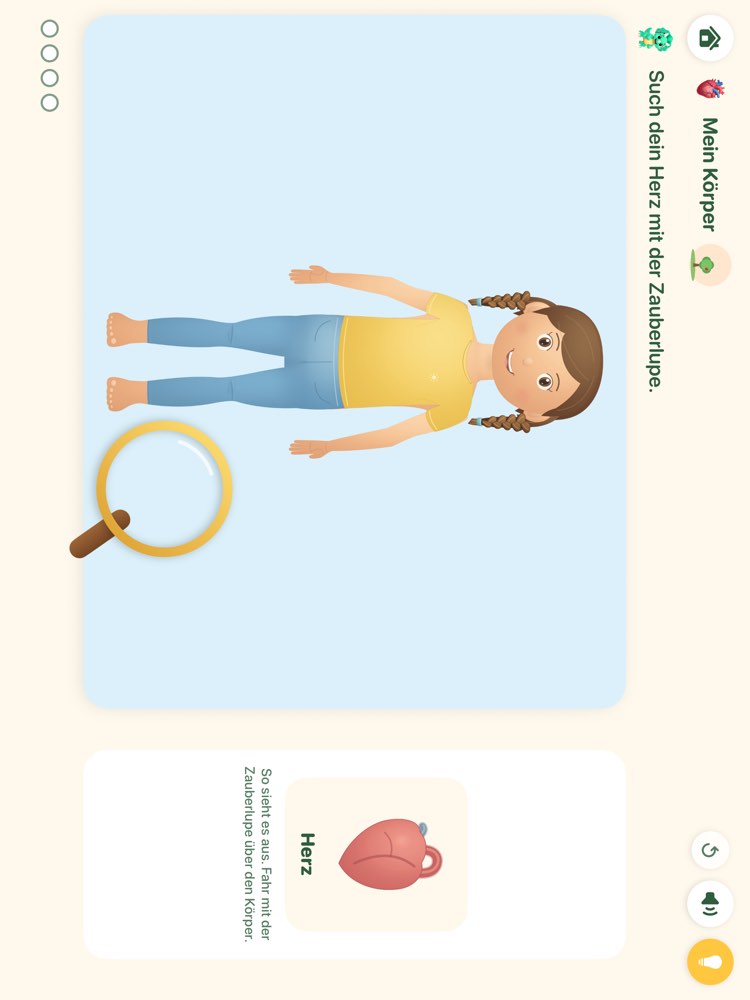 Mein Körper
Such dein Herz mit der Zauberlupe.
Herz
So sieht es aus. Fahr mit der
Zauberlupe über den Körper.